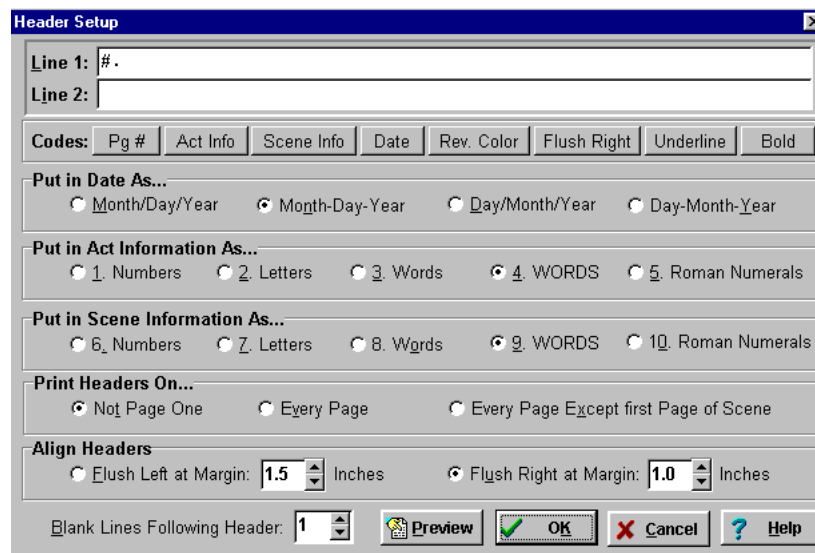 Header Setup
Line 1: #.
Line 2:
Codes: Pg # Act Info Scene Info Date Rev. Color Flush Right Underline Bold
Put in Date As...
Month/Day/Year Month-Day-Year Day/Month/Year Day-Month-Year
Put in Act Information As...
1. Numbers 2. Letters 3. Words 4. WORDS 5. Roman Numerals
Put in Scene Information As...
6. Numbers 7. Letters 8. Words 9. WORDS 10. Roman Numerals
Print Headers On...
Not Page One Every Page Every Page Except first Page of Scene
Align Headers
Flush Left at Margin: 1.5 Inches Flush Right at Margin: 1.0 Inches
Blank Lines Following Header: 1 Preview OK Cancel Help